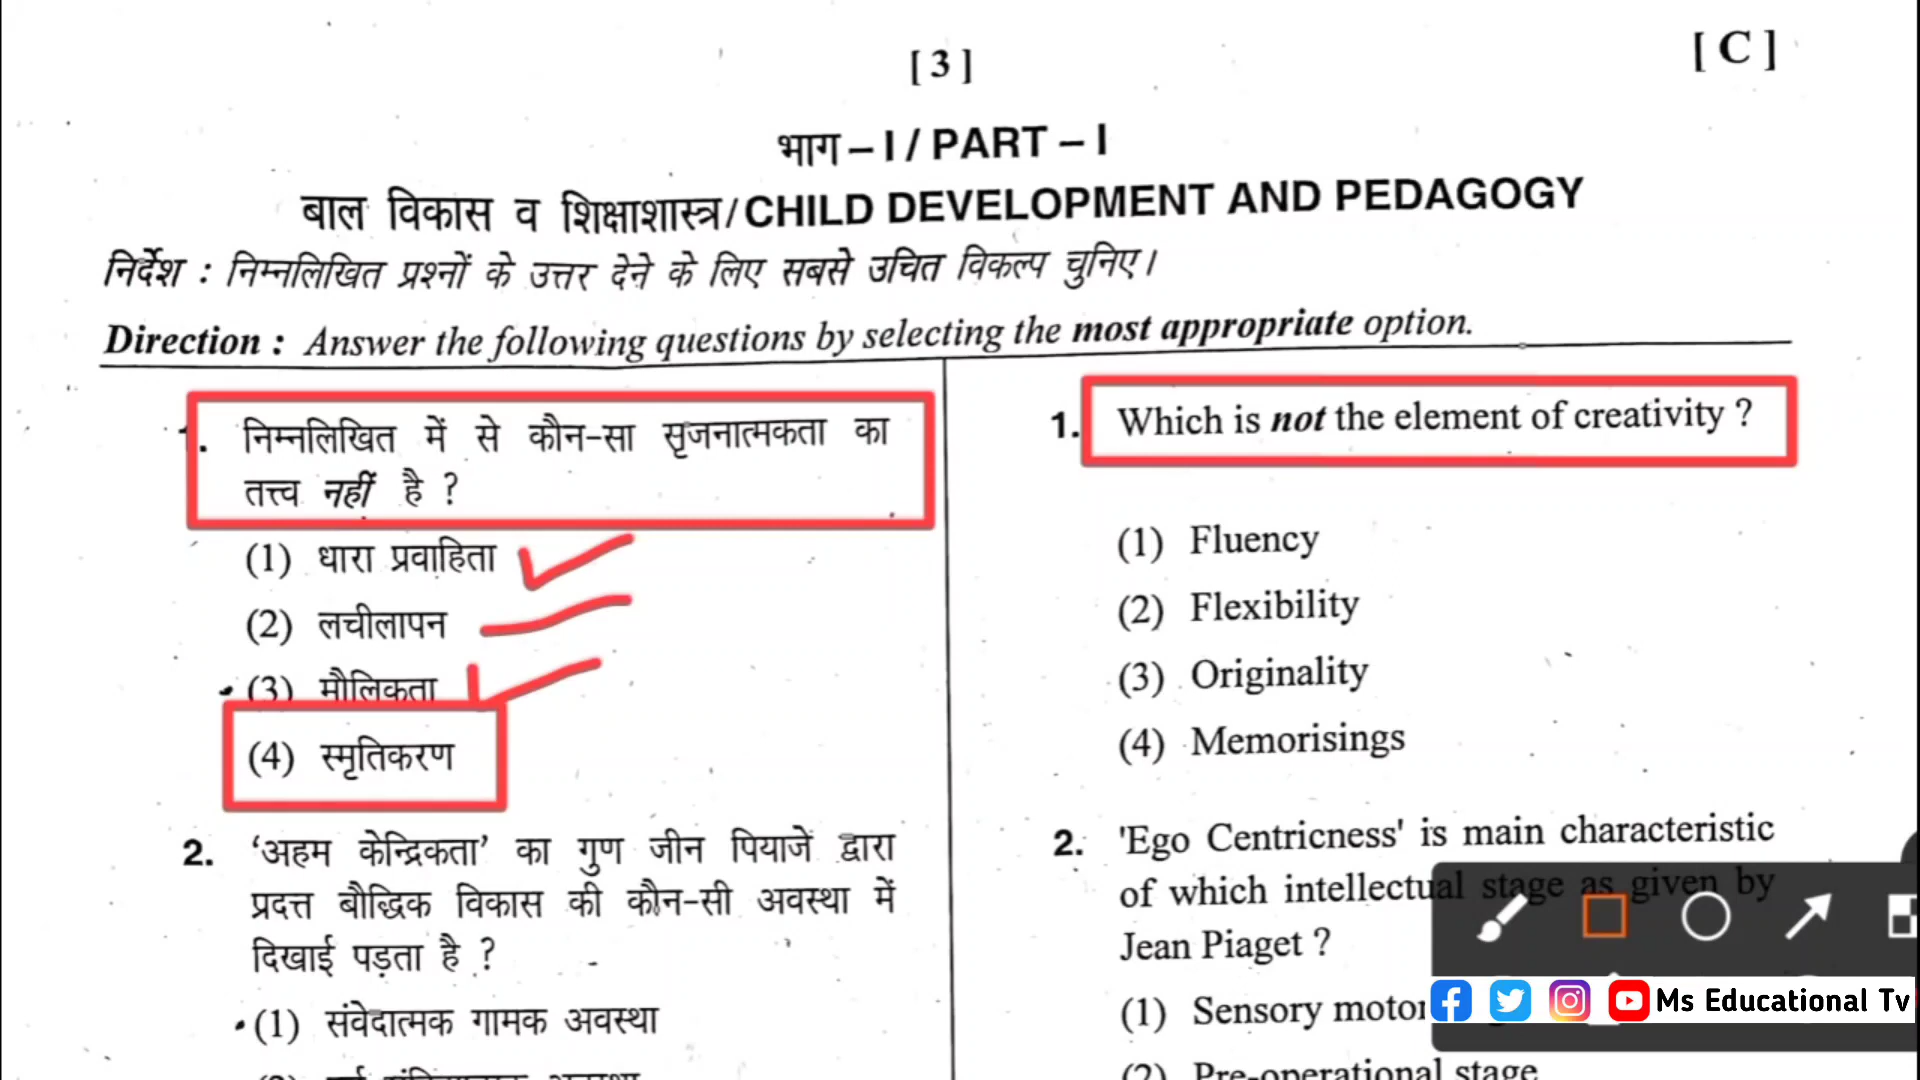 [ 3 ]
[ C ]
भाग – I / PART – I
बाल विकास व शिक्षाशास्त्र/CHILD DEVELOPMENT AND PEDAGOGY
निर्देश : निम्नलिखित प्रश्नों के उत्तर देने के लिए सबसे उचित विकल्प चुनिए।
Direction : Answer the following questions by selecting the most appropriate option.
1. निम्नलिखित में से कौन-सा सृजनात्मकता का
तत्त्व नहीं है ?
(1) धारा प्रवाहिता
(2) लचीलापन
(3) मौलिकता
(4) स्मृतिकरण
2. ‘अहम केन्द्रिकता’ का गुण जीन पियाजे द्वारा
प्रदत्त बौद्धिक विकास की कौन-सी अवस्था में
दिखाई पड़ता है ?
(1) संवेदात्मक गामक अवस्था
1. Which is not the element of creativity ?
(1) Fluency
(2) Flexibility
(3) Originality
(4) Memorisings
2. 'Ego Centricness' is main characteristic
of which intellectual stage as given by
Jean Piaget ?
(1) Sensory motor
(2) Pre-operational stage
Ms Educational Tv